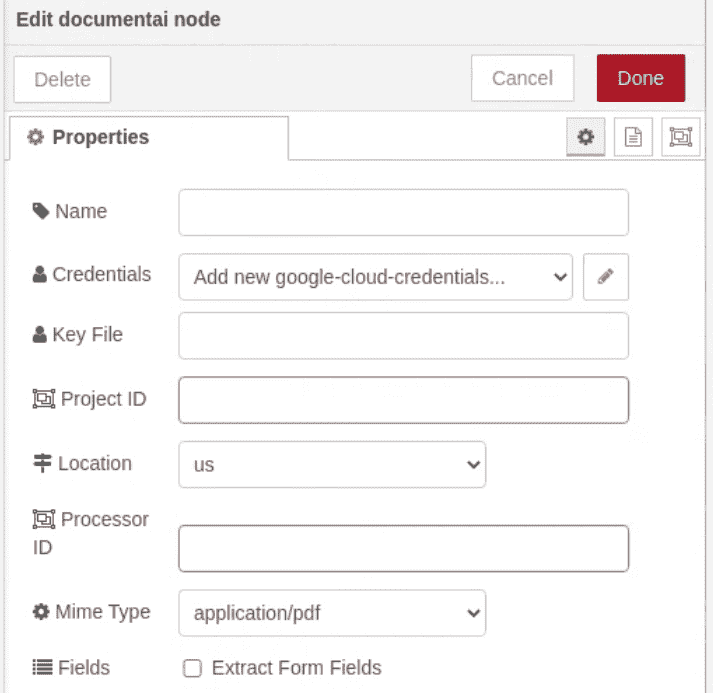 Edit documentai node
Delete
Cancel
Done
Properties
Name
Credentials
Add new google-cloud-credentials...
Key File
Project ID
Location
us
Processor
ID
Mime Type
application/pdf
Fields
Extract Form Fields